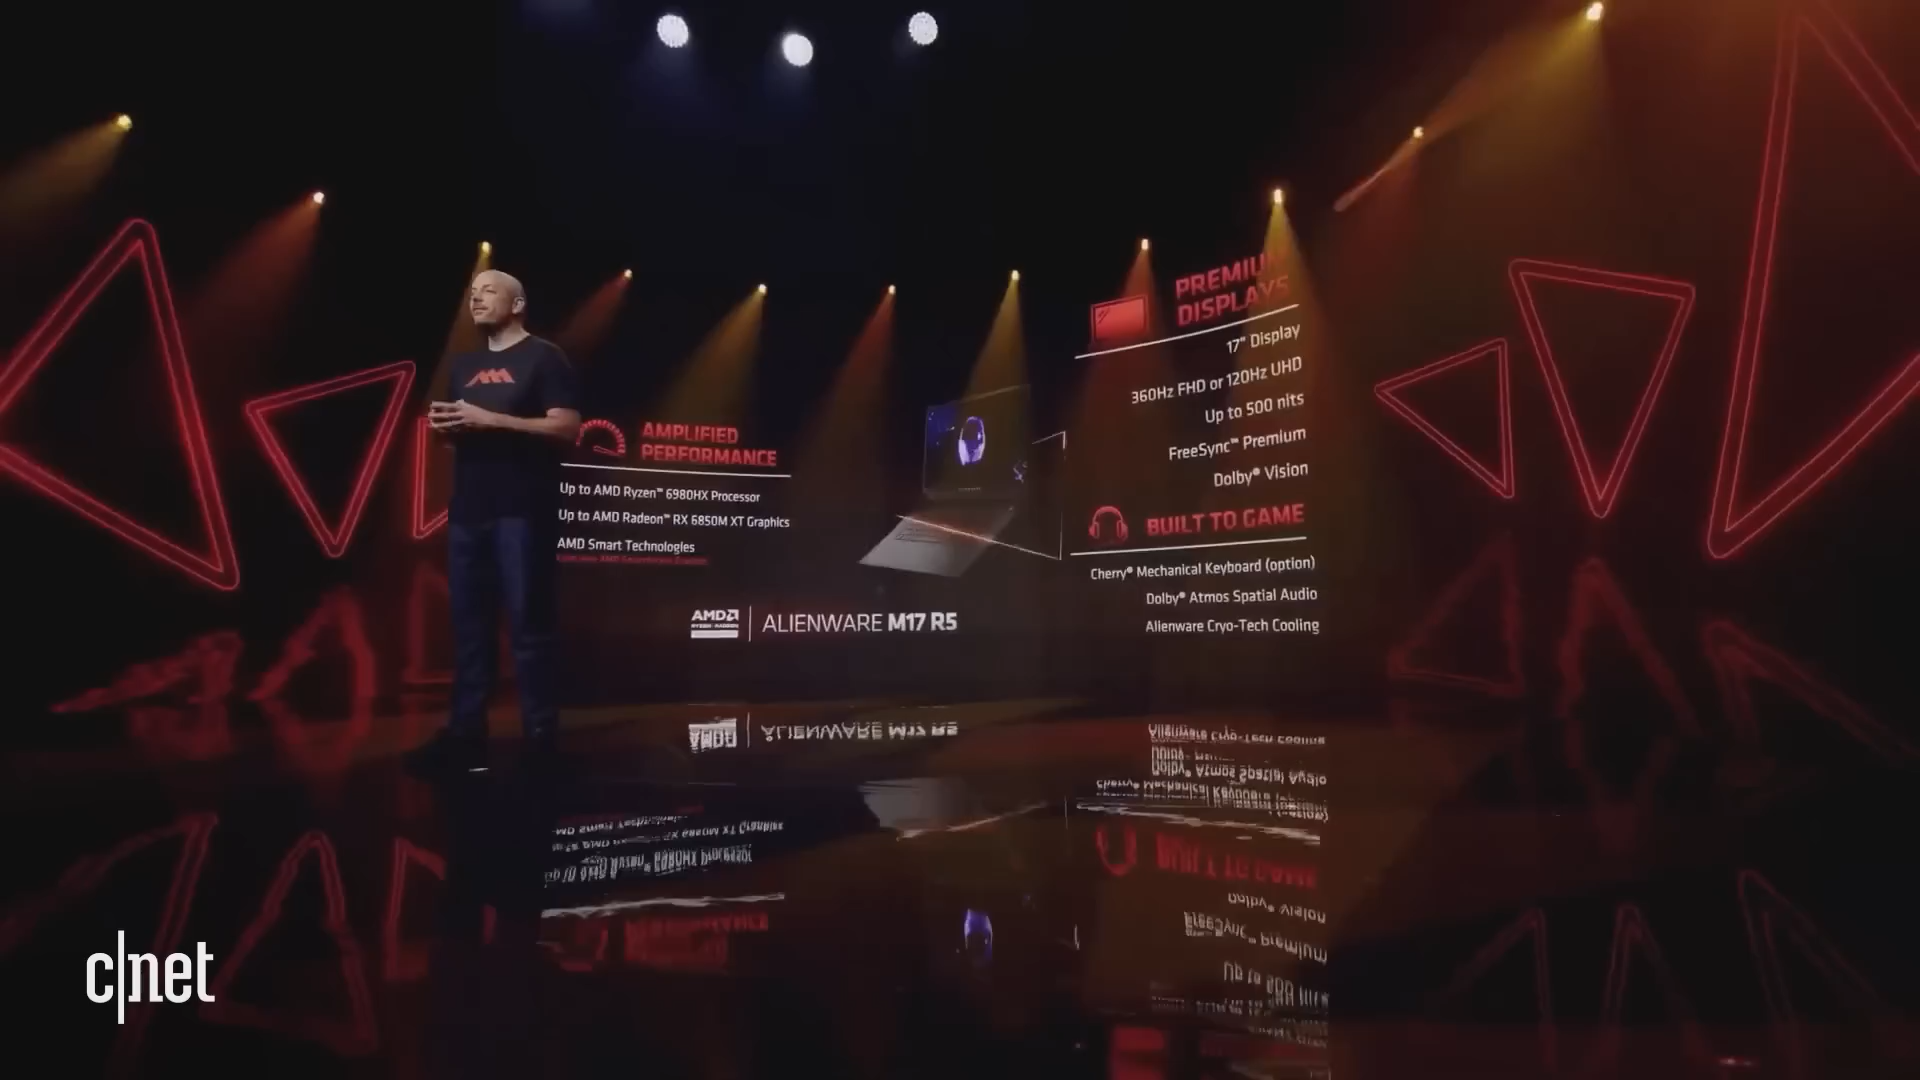 AMPLIFIED
PERFORMANCE
Up to AMD Ryzen™ 6980HX Processor
Up to AMD Radeon™ RX 6850M XT Graphics
AMD Smart Technologies
AMD
ALIENWARE M17 R5
PREMIUM
DISPLAYS
17" Display
360Hz FHD or 120Hz UHD
Up to 500 nits
FreeSync™ Premium
Dolby® Vision
BUILT TO GAME
Cherry® Mechanical Keyboard (option)
Dolby® Atmos Spatial Audio
Alienware Cryo-Tech Cooling
c|net